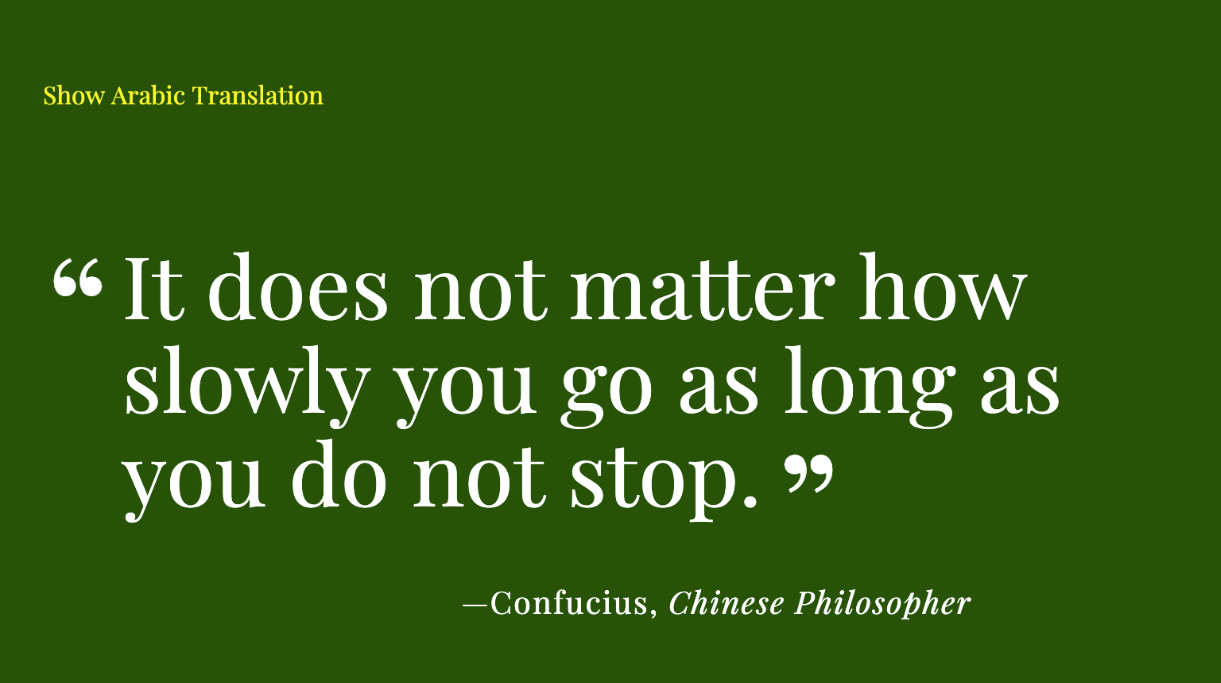 Show Arabic Translation
“ It does not matter how
slowly you go as long as
you do not stop. ”
—Confucius, Chinese Philosopher